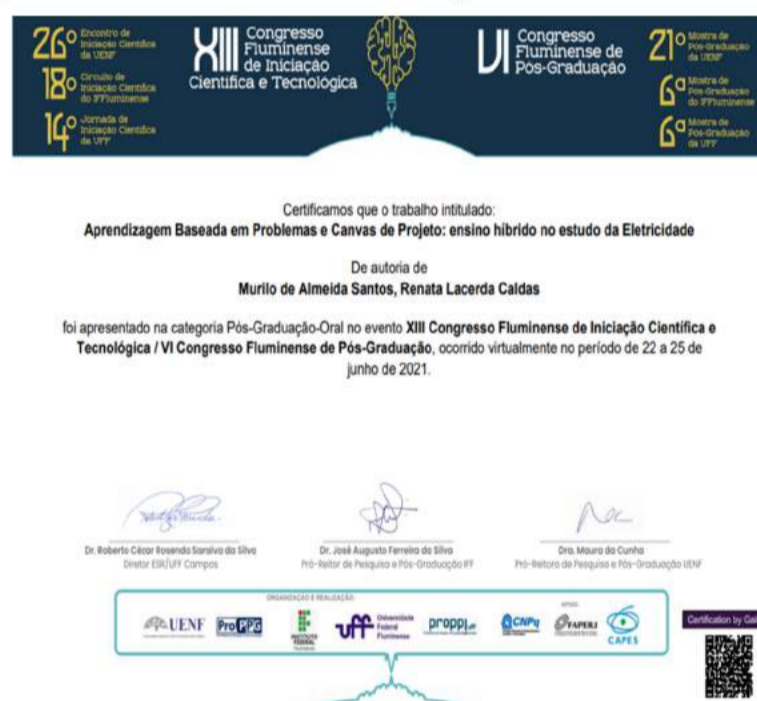 26º Encontro de Iniciação Científica da UENF
18º Circuito de Iniciação Científica do IFFluminense
14º Jornada de Iniciação Científica da UFF
XIII Congresso
Fluminense
de Iniciação
Científica e Tecnológica
VI Congresso
Fluminense de
Pós-Graduação
21º Mostra de Pós-Graduação da UENF
6ª Mostra de Pós-Graduação do IFFluminense
6ª Mostra de Pós-Graduação da UFF
Certificamos que o trabalho intitulado:
Aprendizagem Baseada em Problemas e Canvas de Projeto: ensino híbrido no estudo da Eletricidade
De autoria de
Murilo de Almeida Santos, Renata Lacerda Caldas
foi apresentado na categoria Pós-Graduação-Oral no evento XIII Congresso Fluminense de Iniciação Científica e
Tecnológica / VI Congresso Fluminense de Pós-Graduação, ocorrido virtualmente no período de 22 a 25 de
junho de 2021.
Dr. Roberto Cézar Rosendo Saraiva da Silva
Diretor ESR/UFF Campos
Dr. José Augusto Ferreira da Silva
Pró-Reitor de Pesquisa e Pós-Graduação IFF
Dra. Maura da Cunha
Pró-Reitora de Pesquisa e Pós-Graduação UENF
ORGANIZAÇÃO E REALIZAÇÃO:
APOIO:
UENF
ProPPG
INSTITUTO
FEDERAL
Fluminense
uff Universidade Federal Fluminense
proppi
CNPq
FAPERJ
CAPES
Certification by